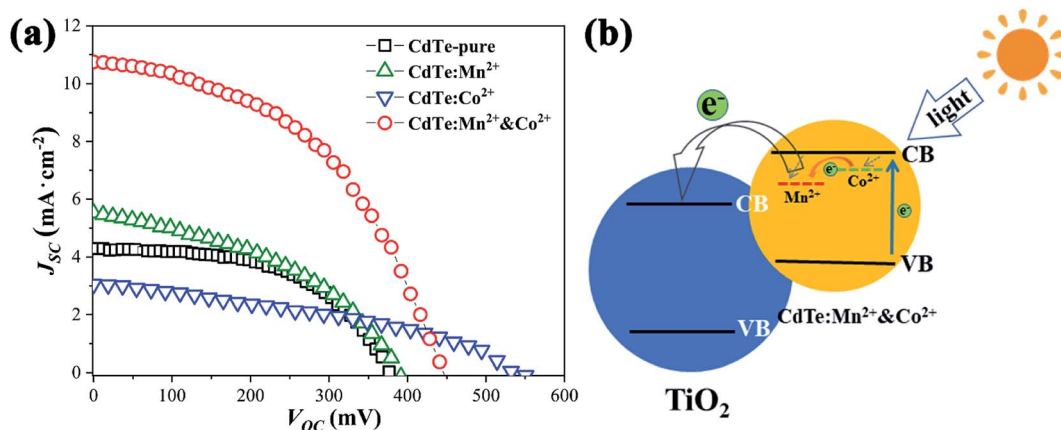 (a)
12
10
8
6
4
2
0
J_SC (mA·cm⁻²)
0 100 200 300 400 500 600
V_OC (mV)
CdTe-pure
CdTe:Mn²⁺
CdTe:Co²⁺
CdTe:Mn²⁺&Co²⁺
(b)
light
e⁻
CB
e⁻
Co²⁺
Mn²⁺
CB
e⁻
VB
VB
CdTe:Mn²⁺&Co²⁺
TiO₂